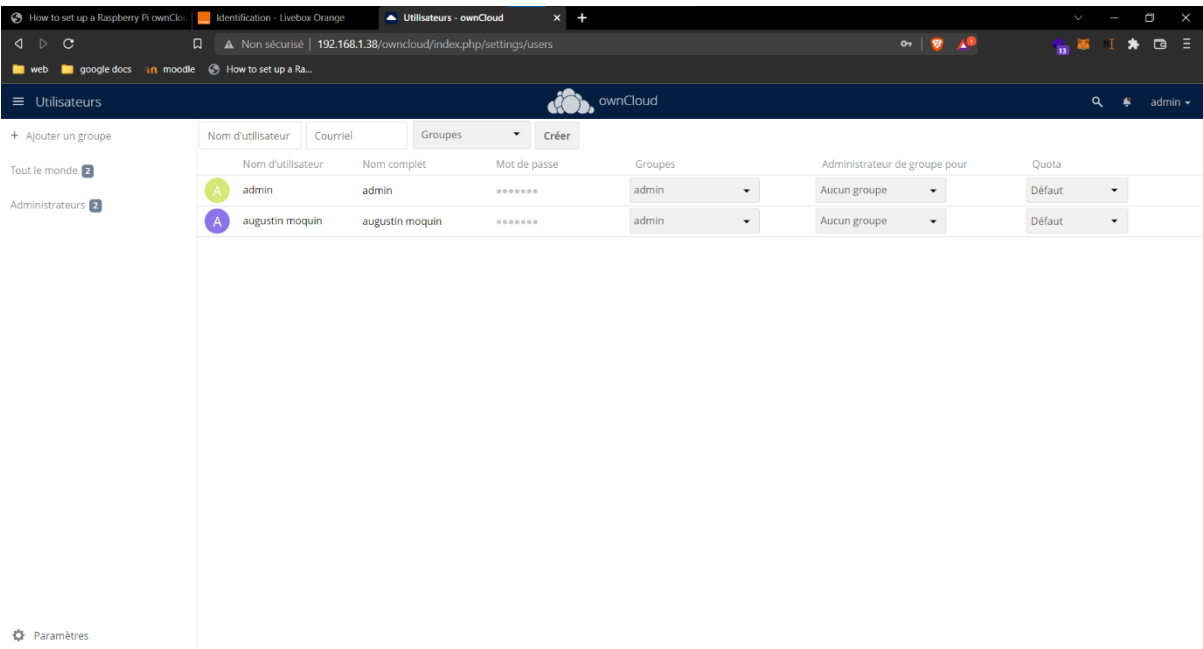 How to set up a Raspberry Pi ownClou
Identification - Livebox Orange
Utilisateurs - ownCloud
Non sécurisé | 192.168.1.38/owncloud/index.php/settings/users
13
web google docs moodle How to set up a Ra...
Utilisateurs
ownCloud
admin
+ Ajouter un groupe
Nom d'utilisateur Courriel Groupes Créer
Tout le monde 2
Administrateurs 2
Nom d'utilisateur Nom complet Mot de passe Groupes Administrateur de groupe pour Quota
A admin admin ●●●●●●● admin Aucun groupe Défaut
A augustin moquin augustin moquin ●●●●●●● admin Aucun groupe Défaut
Paramètres